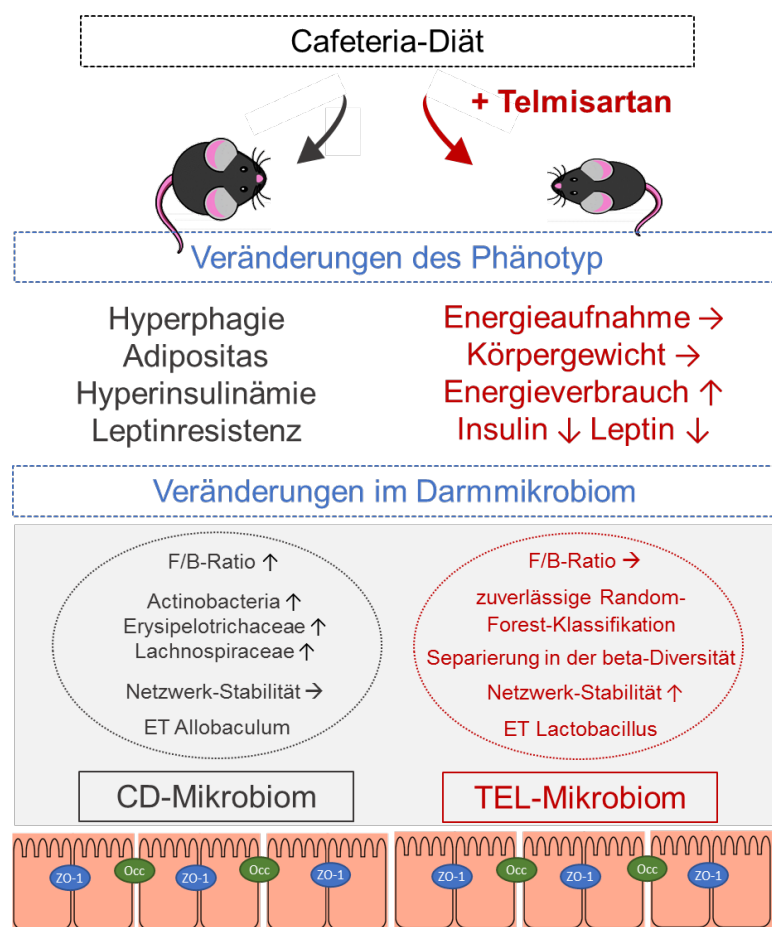 Cafeteria-Diät
+ Telmisartan
Veränderungen des Phänotyp
Hyperphagie
Adipositas
Hyperinsulinämie
Leptinresistenz
Energieaufnahme →
Körpergewicht →
Energieverbrauch ↑
Insulin ↓ Leptin ↓
Veränderungen im Darmmikrobiom
F/B-Ratio ↑
Actinobacteria ↑
Erysipelotrichaceae ↑
Lachnospiraceae ↑
Netzwerk-Stabilität →
ET Allobaculum
CD-Mikrobiom
F/B-Ratio →
zuverlässige Random-
Forest-Klassifikation
Separierung in der beta-Diversität
Netzwerk-Stabilität ↑
ET Lactobacillus
TEL-Mikrobiom
ZO-1
Occ
ZO-1
Occ
ZO-1
ZO-1
Occ
ZO-1
Occ
ZO-1